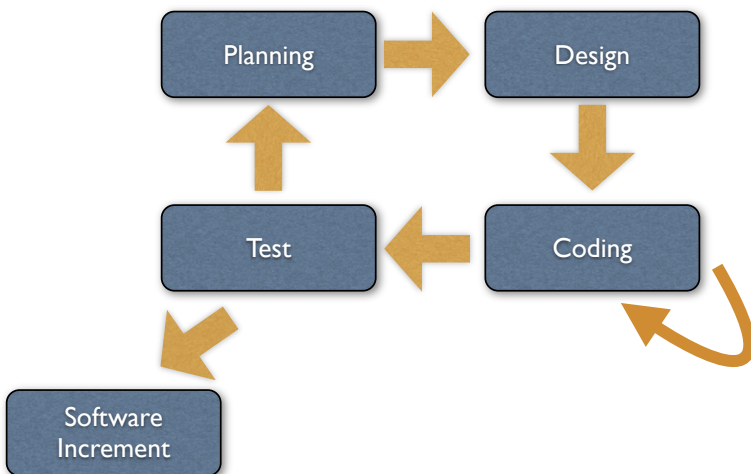 Planning
Design
Test
Coding
Software
Increment